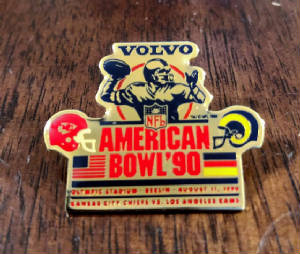 VOLVO
NFL
AMERICAN
BOWL '90
OLYMPIC STADIUM - BERLIN - AUGUST 11, 1990
KANSAS CITY CHIEFS VS. LOS ANGELES RAMS